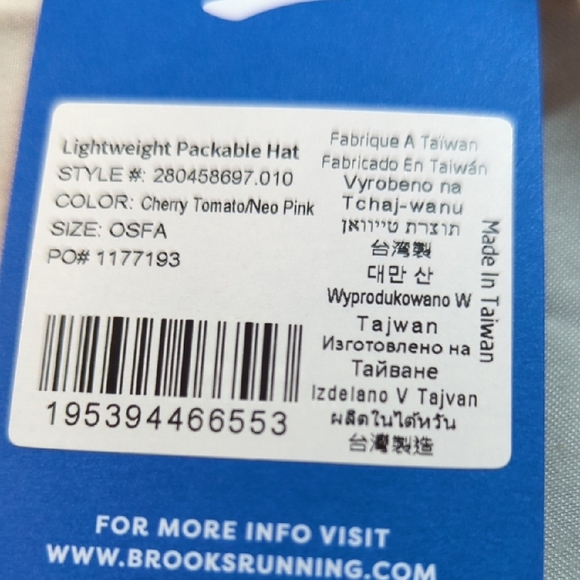 Lightweight Packable Hat
STYLE #: 280458697.010
COLOR: Cherry Tomato/Neo Pink
SIZE: OSFA
PO# 1177193
195394466553
Fabrique A Taïwan
Fabricado En Taiwán
Vyrobeno na
Tchaj-wanu
תוצרת טייוואן
台湾製
대만 산
Wyprodukowano W
Tajwan
Изготовлено на
Тайване
Izdelano V Tajvan
ผลิตในไต้หวัน
台灣製造
Made In Taiwan
FOR MORE INFO VISIT
WWW.BROOKSRUNNING.COM